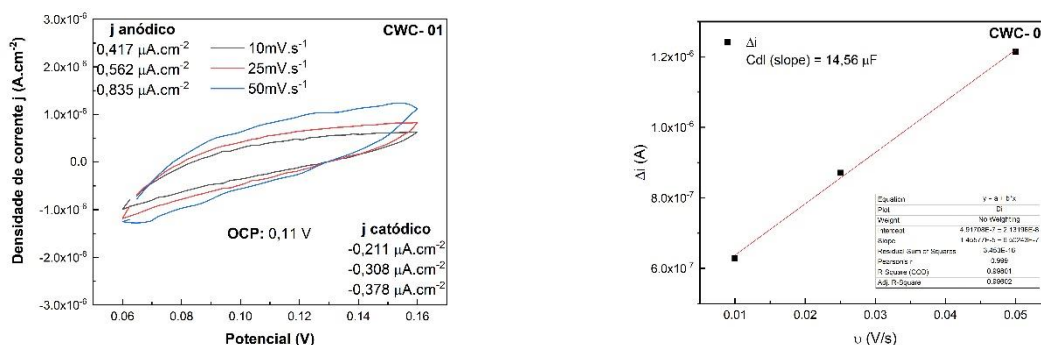 3.0x10⁻⁶
2.0x10⁻⁶
1.0x10⁻⁶
0.0
-1.0x10⁻⁶
-2.0x10⁻⁶
-3.0x10⁻⁶
Densidade de corrente j (A.cm⁻²)
j anódico
0,417 µA.cm⁻²
0,562 µA.cm⁻²
0,835 µA.cm⁻²
10mV.s⁻¹
25mV.s⁻¹
50mV.s⁻¹
CWC- 01
OCP: 0,11 V
j catódico
-0,211 µA.cm⁻²
-0,308 µA.cm⁻²
-0,378 µA.cm⁻²
0.06 0.08 0.10 0.12 0.14 0.16
Potencial (V)
CWC- 0
Δi
Cdl (slope) = 14,56 µF
1.2x10⁻⁶
1.0x10⁻⁶
8.0x10⁻⁷
6.0x10⁻⁷
Δi (A)
Equation y = a + b*x
Plot
Weight No Weighting
Intercept
Slope
Residual Sum of Squares
Pearson's r 0.999
R-Square (COD) 0.99801
Adj. R-Square 0.99602
0.01 0.02 0.03 0.04 0.05
υ (V/s)